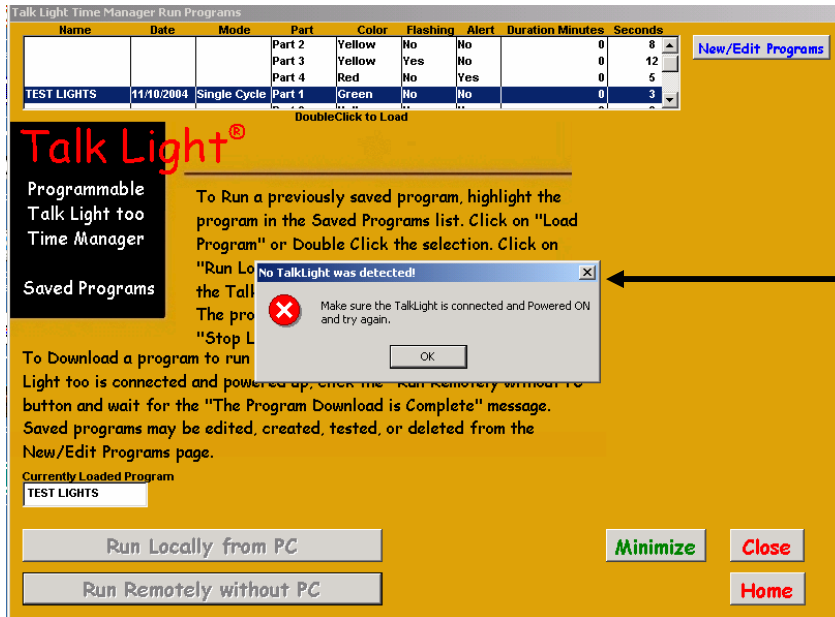 Talk Light Time Manager Run Programs
Name Date Mode Part Color Flashing Alert Duration Minutes Seconds
Part 2 Yellow No No 0 8
Part 3 Yellow Yes No 0 12
Part 4 Red No Yes 0 5
TEST LIGHTS 11/10/2004 Single Cycle Part 1 Green No No 0 3
New/Edit Programs
DoubleClick to Load
Talk Light®
Programmable
Talk Light too
Time Manager
Saved Programs
To Run a previously saved program, highlight the
program in the Saved Programs list. Click on "Load
Program" or Double Click the selection. Click on
"Run
the
The
"Stop
No TalkLight was detected!
Make sure the TalkLight is connected and Powered ON
and try again.
OK
To Download a program to run
Light too is connected and powered up, click the "Run Remotely without PC"
button and wait for the "The Program Download is Complete" message.
Saved programs may be edited, created, tested, or deleted from the
New/Edit Programs page.
Currently Loaded Program
TEST LIGHTS
Run Locally from PC
Run Remotely without PC
Minimize
Close
Home